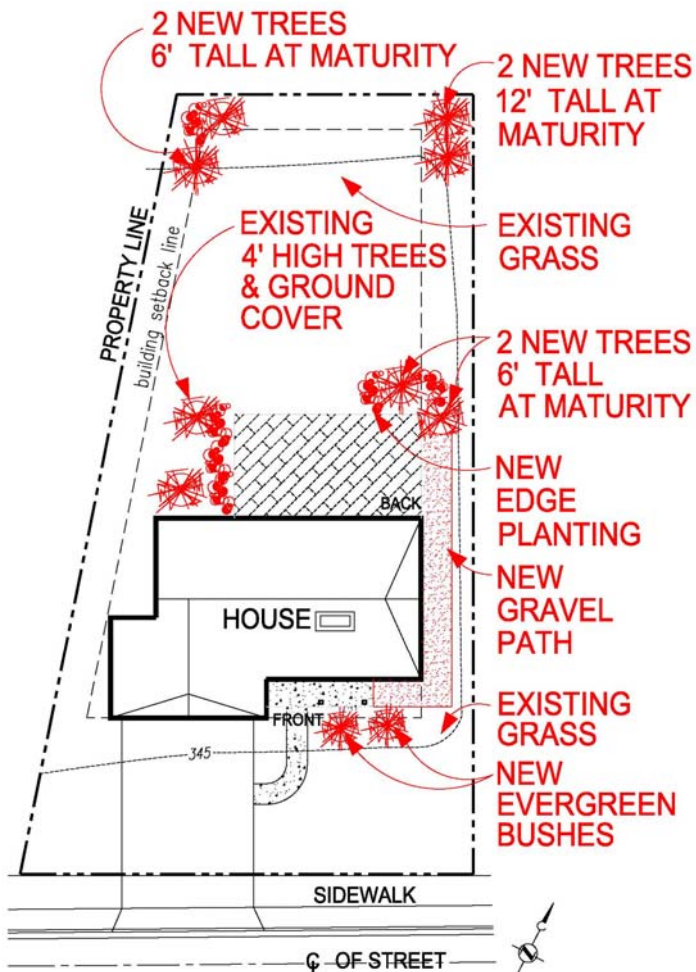 2 NEW TREES
6' TALL AT MATURITY
2 NEW TREES
12' TALL AT
MATURITY
PROPERTY LINE
building setback line
EXISTING
4' HIGH TREES
& GROUND
COVER
EXISTING
GRASS
2 NEW TREES
6' TALL
AT MATURITY
NEW
EDGE
PLANTING
BACK
NEW
GRAVEL
PATH
HOUSE
FRONT
EXISTING
GRASS
345
NEW
EVERGREEN
BUSHES
SIDEWALK
℄ OF STREET